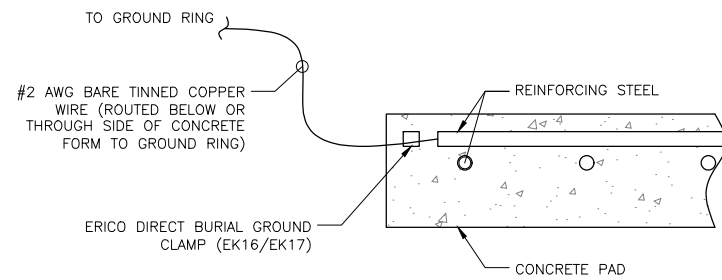 TO GROUND RING
#2 AWG BARE TINNED COPPER
WIRE (ROUTED BELOW OR
THROUGH SIDE OF CONCRETE
FORM TO GROUND RING)
REINFORCING STEEL
ERICO DIRECT BURIAL GROUND
CLAMP (EK16/EK17)
CONCRETE PAD